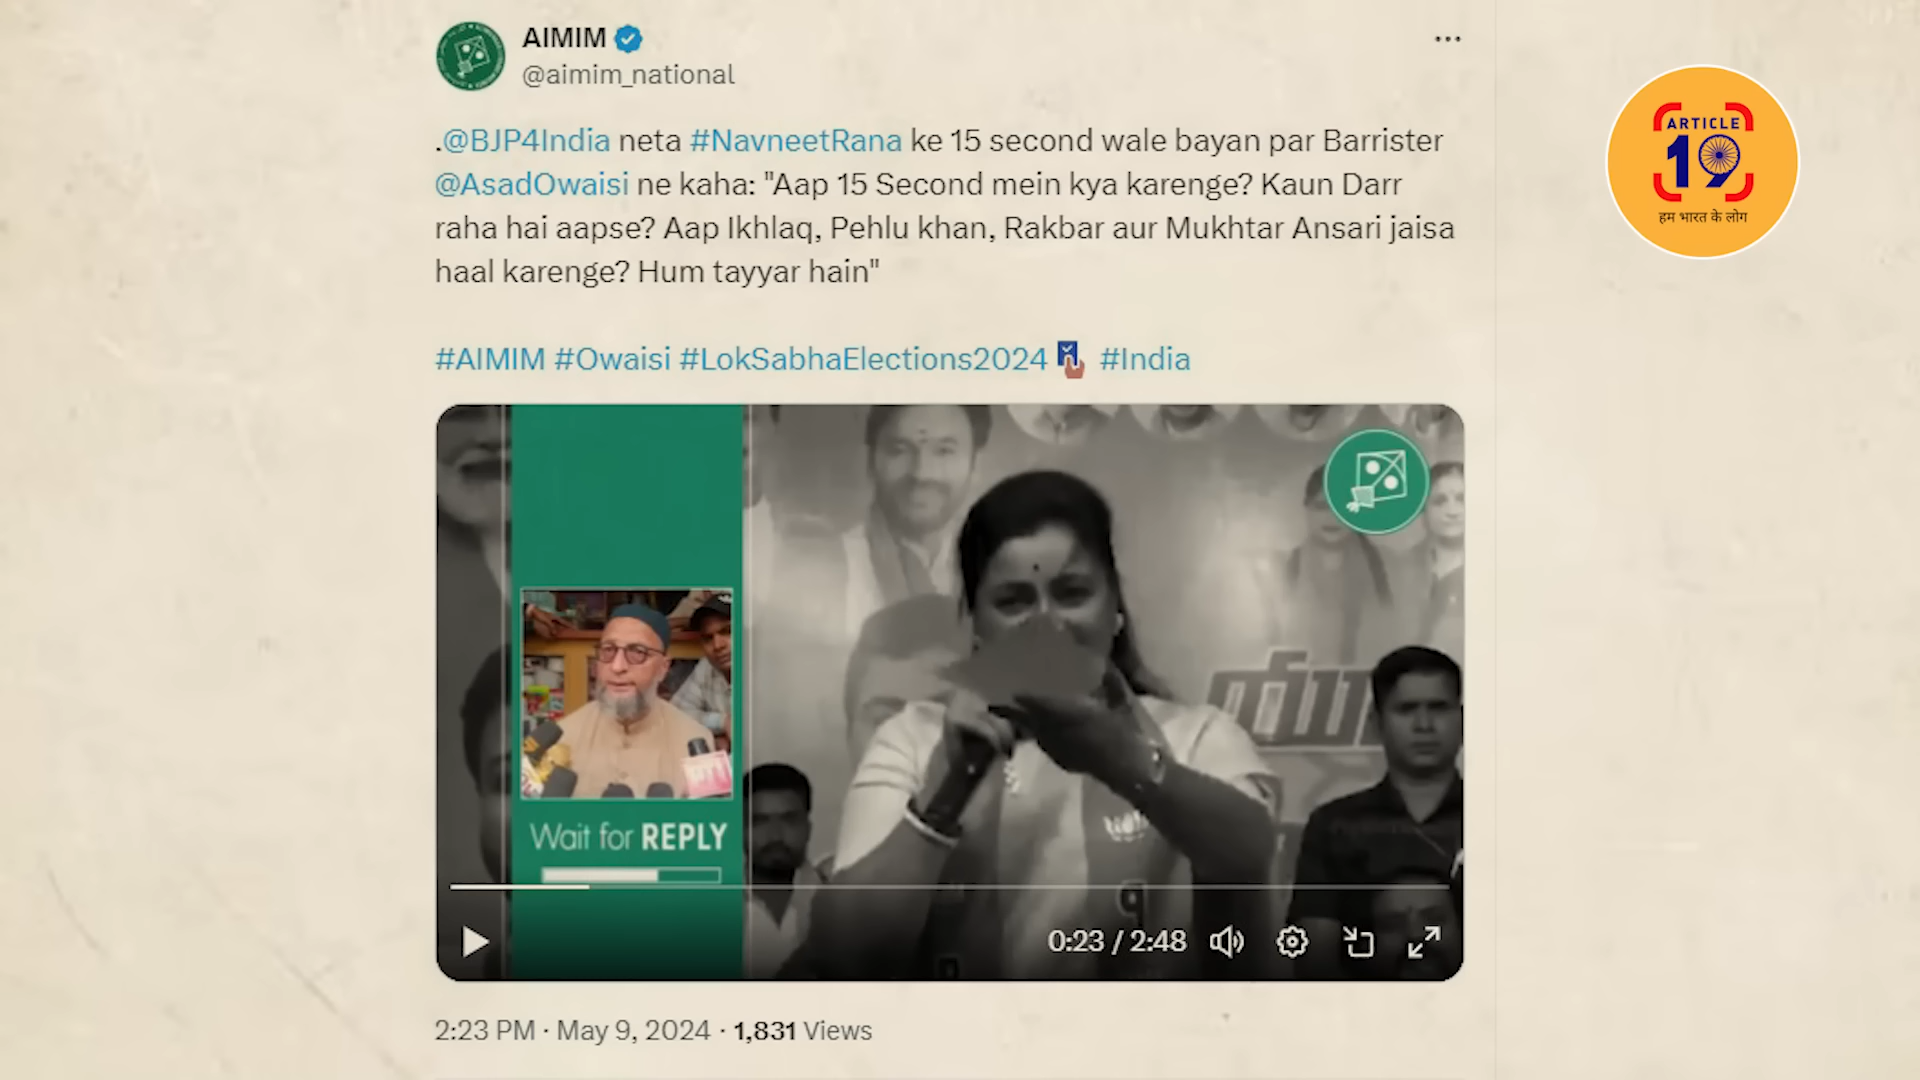 AIMIM
@aimim_national
ARTICLE
19
हम भारत के लोग
.@BJP4India neta #NavneetRana ke 15 second wale bayan par Barrister
@AsadOwaisi ne kaha: "Aap 15 Second mein kya karenge? Kaun Darr
raha hai aapse? Aap Ikhlaq, Pehlu khan, Rakbar aur Mukhtar Ansari jaisa
haal karenge? Hum tayyar hain"
#AIMIM #Owaisi #LokSabhaElections2024 #India
Wait for REPLY
0:23 / 2:48
2:23 PM · May 9, 2024 · 1,831 Views